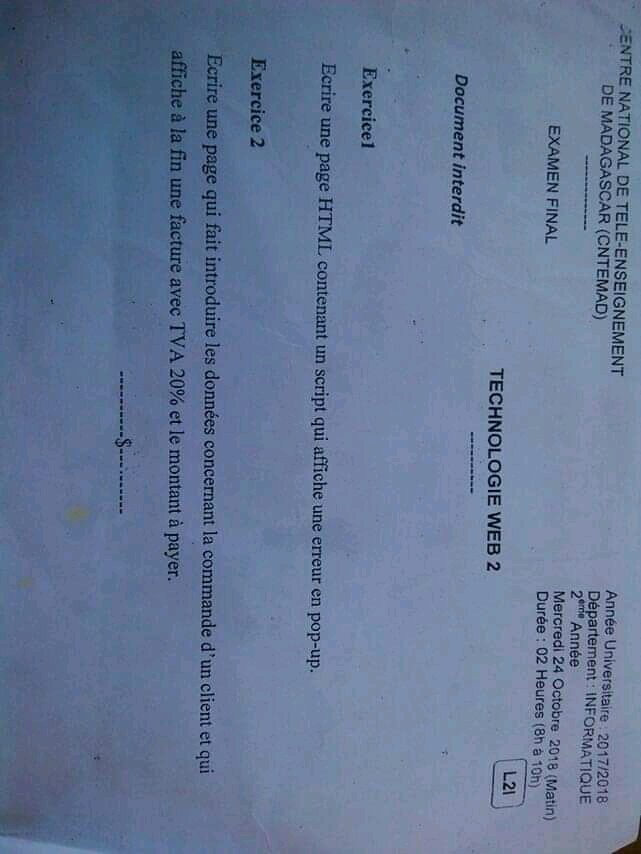 CENTRE NATIONAL DE TELE-ENSEIGNEMENT
DE MADAGASCAR (CNTEMAD)
------------
EXAMEN FINAL
Année Universitaire : 2017/2018
Département : INFORMATIQUE
2ème Année
Mercredi 24 Octobre 2018 (Matin)
Durée : 02 Heures (8h à 10h)
L2I
TECHNOLOGIE WEB 2
----------
Document interdit
Exercice1
Ecrire une page HTML contenant un script qui affiche une erreur en pop-up.
Exercice 2
Ecrire une page qui fait introduire les données concernant la commande d'un client et qui
affiche à la fin une facture avec TVA 20% et le montant à payer.
----------$----------